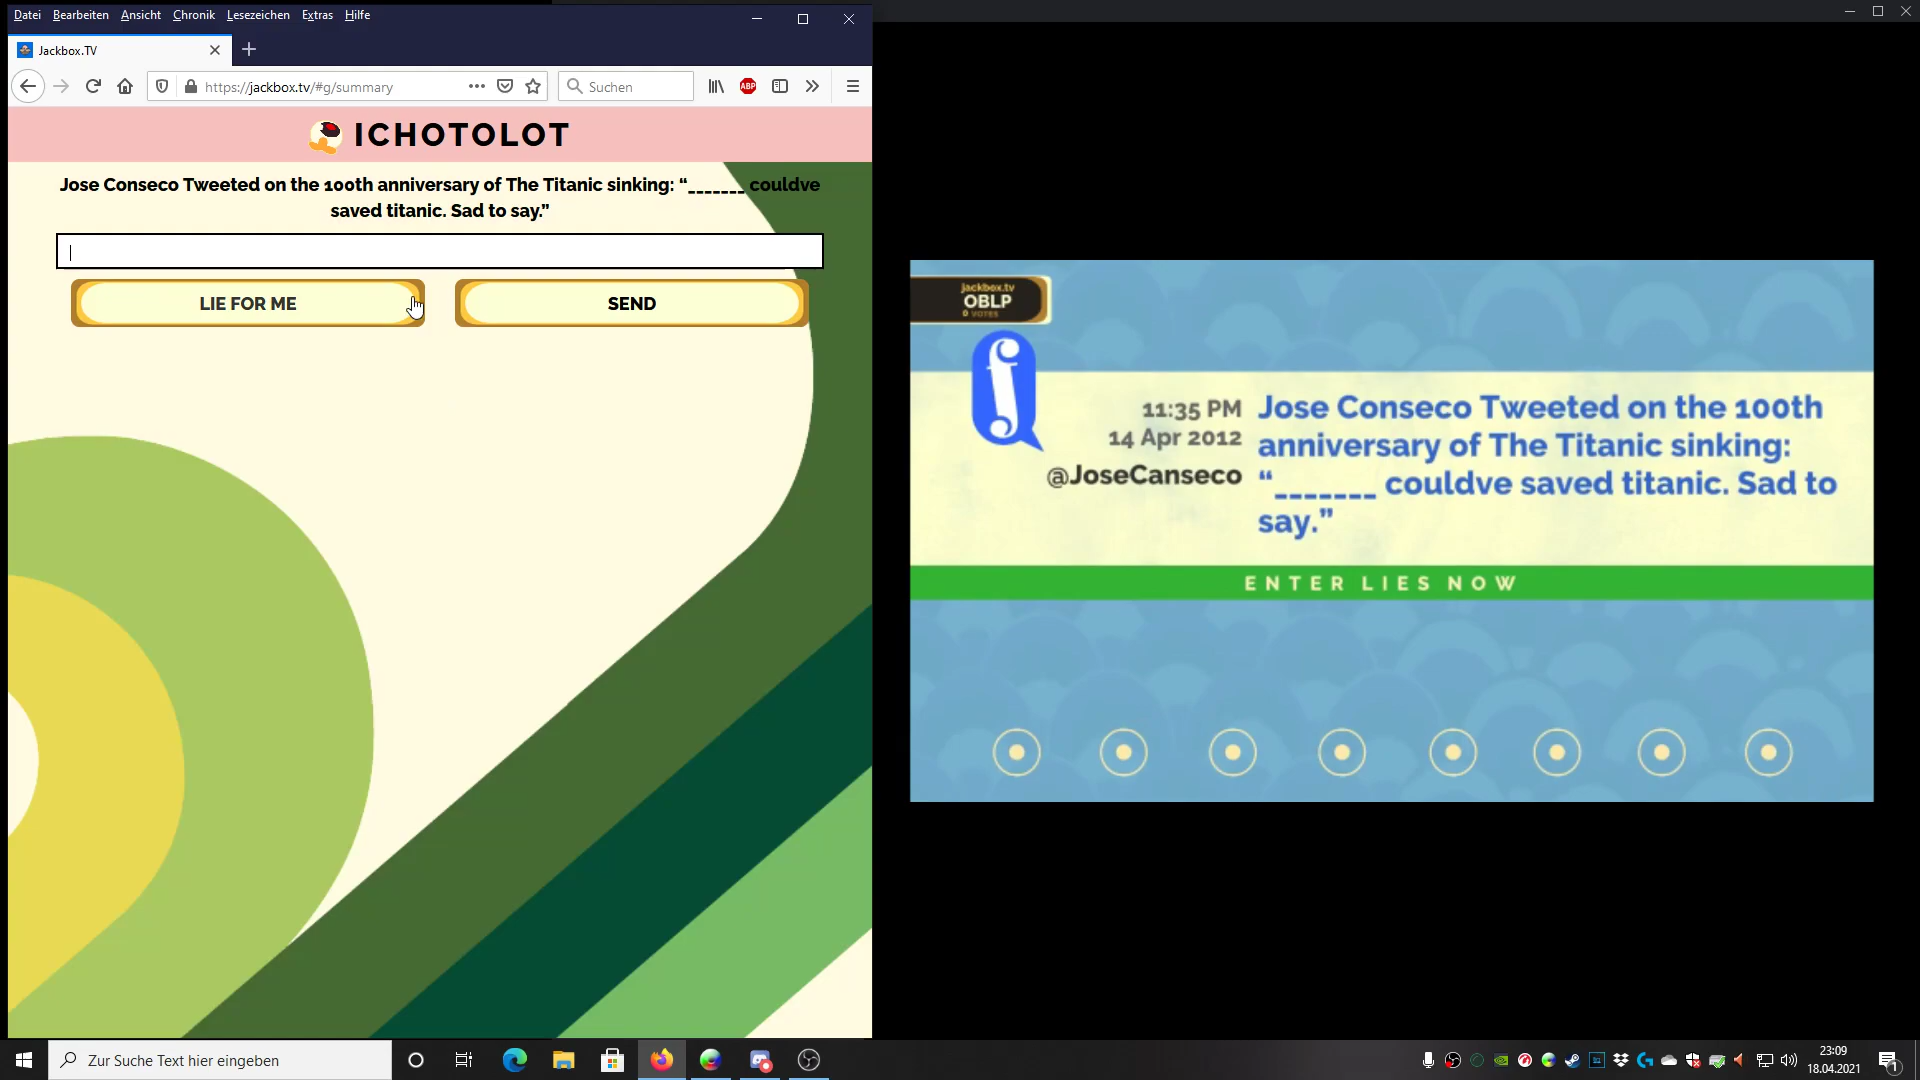 Datei Bearbeiten Ansicht Chronik Lesezeichen Extras Hilfe
Jackbox.TV
https://jackbox.tv/#g/summary
Suchen
ABP
ICHOTOLOT
Jose Conseco Tweeted on the 100th anniversary of The Titanic sinking: “_______ couldve
saved titanic. Sad to say.”
LIE FOR ME
SEND
jackbox.tv
OBLP
0 VOTES
f
11:35 PM
14 Apr 2012
@JoseCanseco
Jose Conseco Tweeted on the 100th
anniversary of The Titanic sinking:
“_______ couldve saved titanic. Sad to
say.”
ENTER LIES NOW
Zur Suche Text hier eingeben
23:09
18.04.2021
1